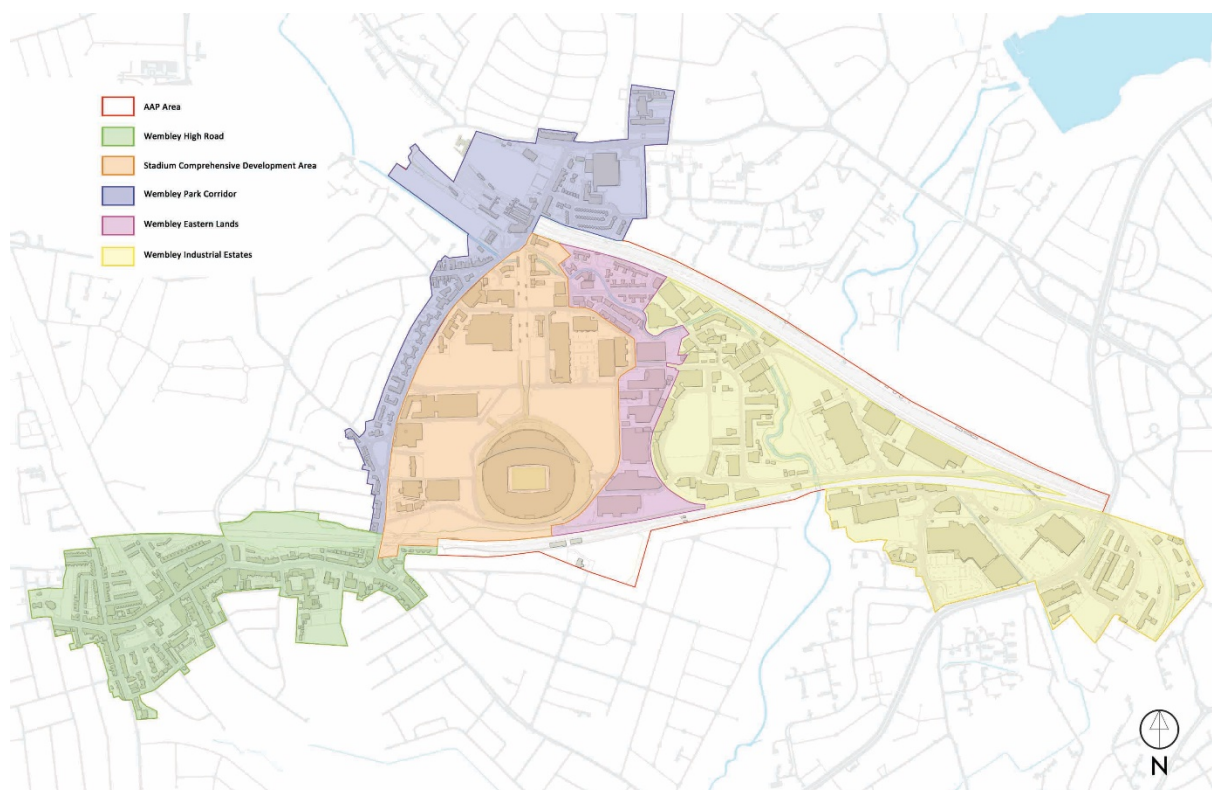 AAP Area
Wembley High Road
Stadium Comprehensive Development Area
Wembley Park Corridor
Wembley Eastern Lands
Wembley Industrial Estates
N